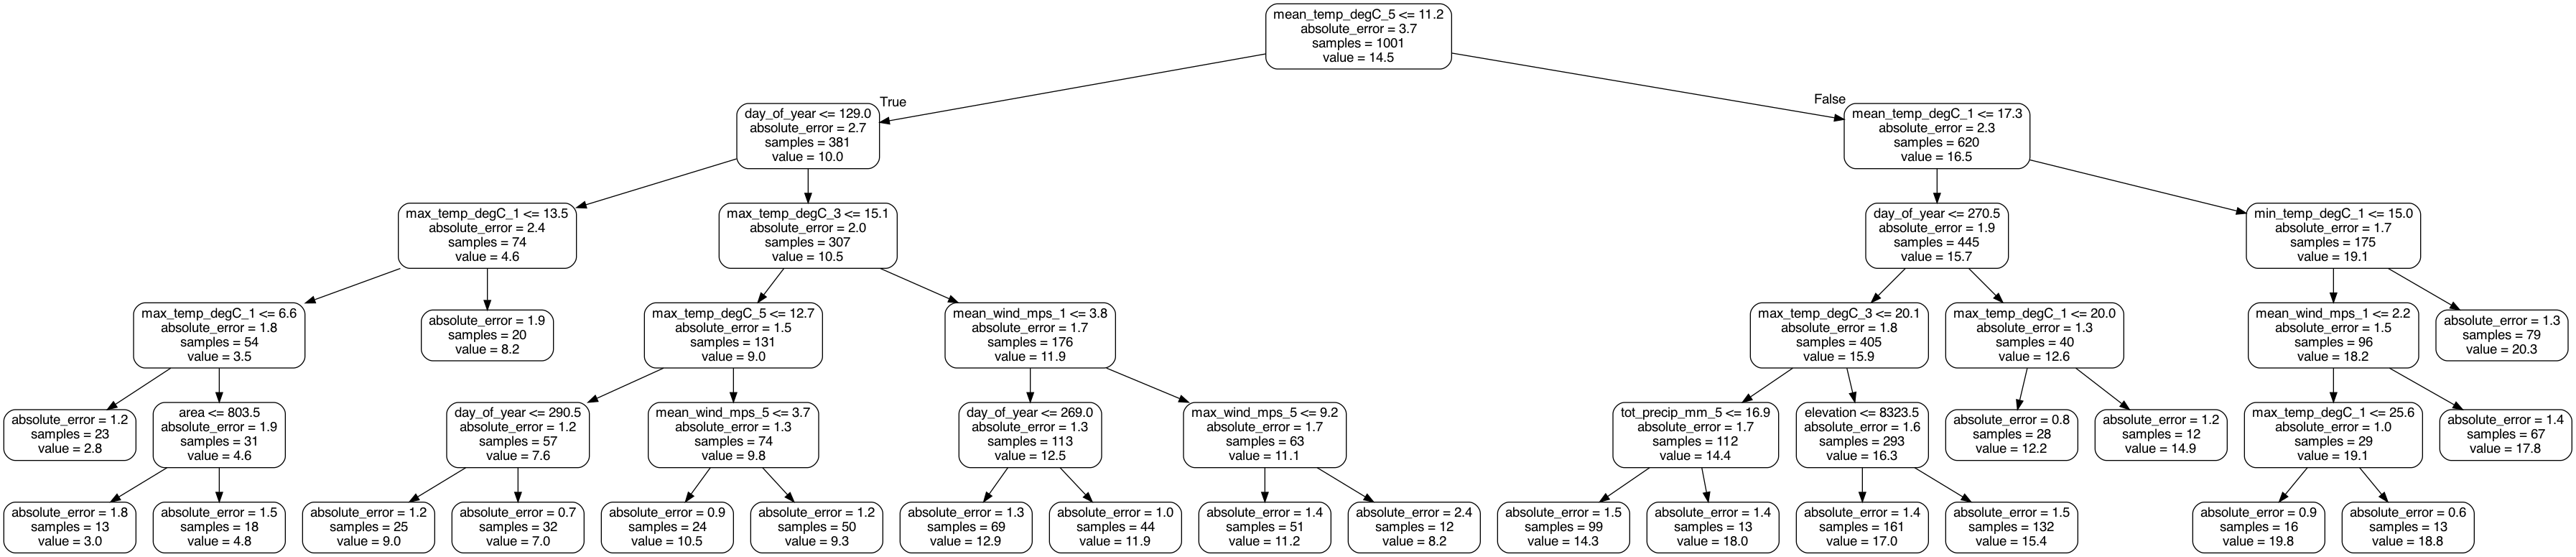 mean_temp_degC_5 <= 11.2
absolute_error = 3.7
samples = 1001
value = 14.5
True
False
day_of_year <= 129.0
absolute_error = 2.7
samples = 381
value = 10.0
mean_temp_degC_1 <= 17.3
absolute_error = 2.3
samples = 620
value = 16.5
max_temp_degC_1 <= 13.5
absolute_error = 2.4
samples = 74
value = 4.6
max_temp_degC_3 <= 15.1
absolute_error = 2.0
samples = 307
value = 10.5
day_of_year <= 270.5
absolute_error = 1.9
samples = 445
value = 15.7
min_temp_degC_1 <= 15.0
absolute_error = 1.7
samples = 175
value = 19.1
max_temp_degC_1 <= 6.6
absolute_error = 1.8
samples = 54
value = 3.5
absolute_error = 1.9
samples = 20
value = 8.2
max_temp_degC_5 <= 12.7
absolute_error = 1.5
samples = 131
value = 9.0
mean_wind_mps_1 <= 3.8
absolute_error = 1.7
samples = 176
value = 11.9
max_temp_degC_3 <= 20.1
absolute_error = 1.8
samples = 405
value = 15.9
max_temp_degC_1 <= 20.0
absolute_error = 1.3
samples = 40
value = 12.6
mean_wind_mps_1 <= 2.2
absolute_error = 1.5
samples = 96
value = 18.2
absolute_error = 1.3
samples = 79
value = 20.3
absolute_error = 1.2
samples = 23
value = 2.8
area <= 803.5
absolute_error = 1.9
samples = 31
value = 4.6
day_of_year <= 290.5
absolute_error = 1.2
samples = 57
value = 7.6
mean_wind_mps_5 <= 3.7
absolute_error = 1.3
samples = 74
value = 9.8
day_of_year <= 269.0
absolute_error = 1.3
samples = 113
value = 12.5
max_wind_mps_5 <= 9.2
absolute_error = 1.7
samples = 63
value = 11.1
tot_precip_mm_5 <= 16.9
absolute_error = 1.7
samples = 112
value = 14.4
elevation <= 8323.5
absolute_error = 1.6
samples = 293
value = 16.3
absolute_error = 0.8
samples = 28
value = 12.2
absolute_error = 1.2
samples = 12
value = 14.9
max_temp_degC_1 <= 25.6
absolute_error = 1.0
samples = 29
value = 19.1
absolute_error = 1.4
samples = 67
value = 17.8
absolute_error = 1.8
samples = 13
value = 3.0
absolute_error = 1.5
samples = 18
value = 4.8
absolute_error = 1.2
samples = 25
value = 9.0
absolute_error = 0.7
samples = 32
value = 7.0
absolute_error = 0.9
samples = 24
value = 10.5
absolute_error = 1.2
samples = 50
value = 9.3
absolute_error = 1.3
samples = 69
value = 12.9
absolute_error = 1.0
samples = 44
value = 11.9
absolute_error = 1.4
samples = 51
value = 11.2
absolute_error = 2.4
samples = 12
value = 8.2
absolute_error = 1.5
samples = 99
value = 14.3
absolute_error = 1.4
samples = 13
value = 18.0
absolute_error = 1.4
samples = 161
value = 17.0
absolute_error = 1.5
samples = 132
value = 15.4
absolute_error = 0.9
samples = 16
value = 19.8
absolute_error = 0.6
samples = 13
value = 18.8